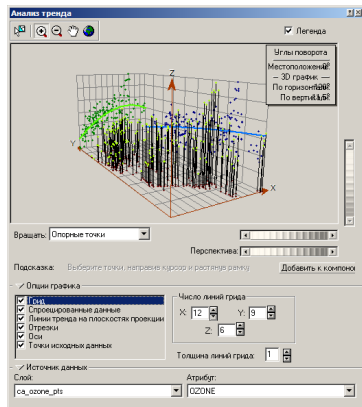 Анализ тренда
Легенда
Углы поворота
Местоположение:
— 3D график —
По горизонтали:
По вертикали:
Z
Y
X
Вращать: Опорные точки
Перспектива:
Подсказка: Выберите точки, направив курсор и растянув рамку. Добавить к компонов
Опции графика
Грид
Спроецированные данные
Линии тренда на плоскостях проекции
Отрезки
Оси
Точки исходных данных
Число линий грида
X: 12 Y: 9
Z: 6
Толщина линий грида: 1
Источник данных
Слой: Атрибут:
ca_ozone_pts OZONE